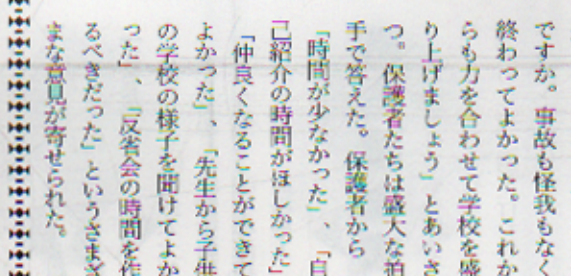 ですか。事故も怪我もなく
終わってよかった。これか
らも力を合わせて学校を盛
り上げましょう」とあいさ
つ。保護者たちは盛大な拍
手で答えた。保護者から
「時間が少なかった」、「自
己紹介の時間がほしかった」
「仲良くなることができて
よかった」、「先生から子供
の学校の様子を聞けてよか
った」、「反省会の時間を作
るべきだった」というさまざ
まな意見が寄せられた。